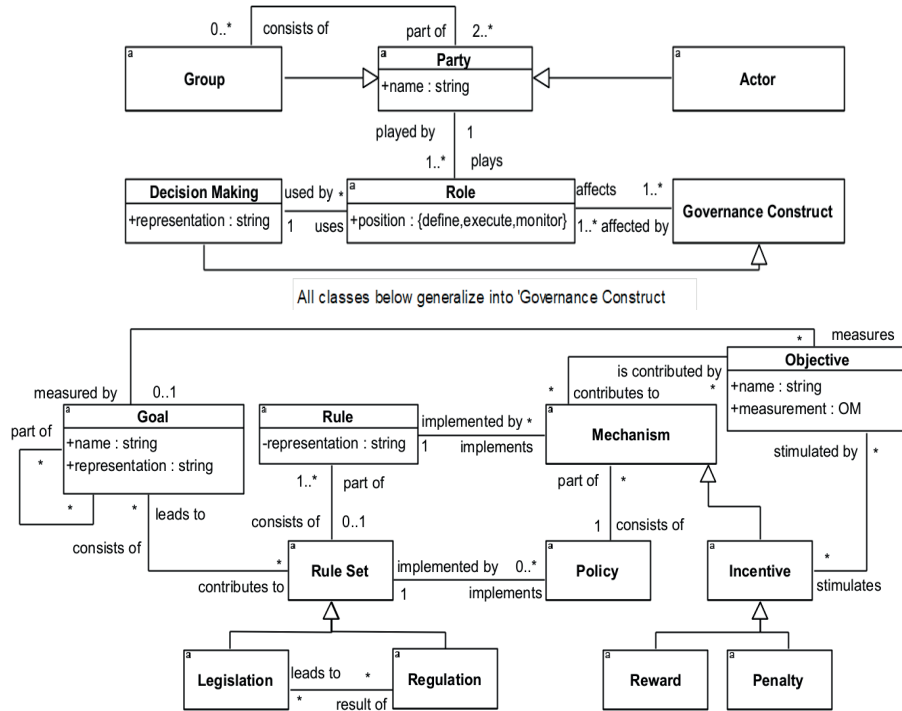 0..* consists of part of 2..*
a
Group
a
Party
+name : string
a
Actor
played by 1
1..* plays
Decision Making
+representation : string
used by *
1 uses
a
Role
+position : {define,execute,monitor}
affects 1..*
1..* affected by
Governance Construct
All classes below generalize into 'Governance Construct
measures
*
measured by 0..1
is contributed by
* contributes to *
Objective
+name : string
+measurement : OM
part of
*
*
a
Goal
+name : string
+representation : string
a
Rule
-representation : string
implemented by *
1 implements
a
Mechanism
stimulated by *
* leads to
consists of
1..* part of
consists of 0..1
part of *
1 consists of
*
contributes to
a
Rule Set
implemented by 0..*
1 implements
a
Policy
a
Incentive
*
stimulates
a
Legislation
leads to *
* result of
a
Regulation
a
Reward
a
Penalty